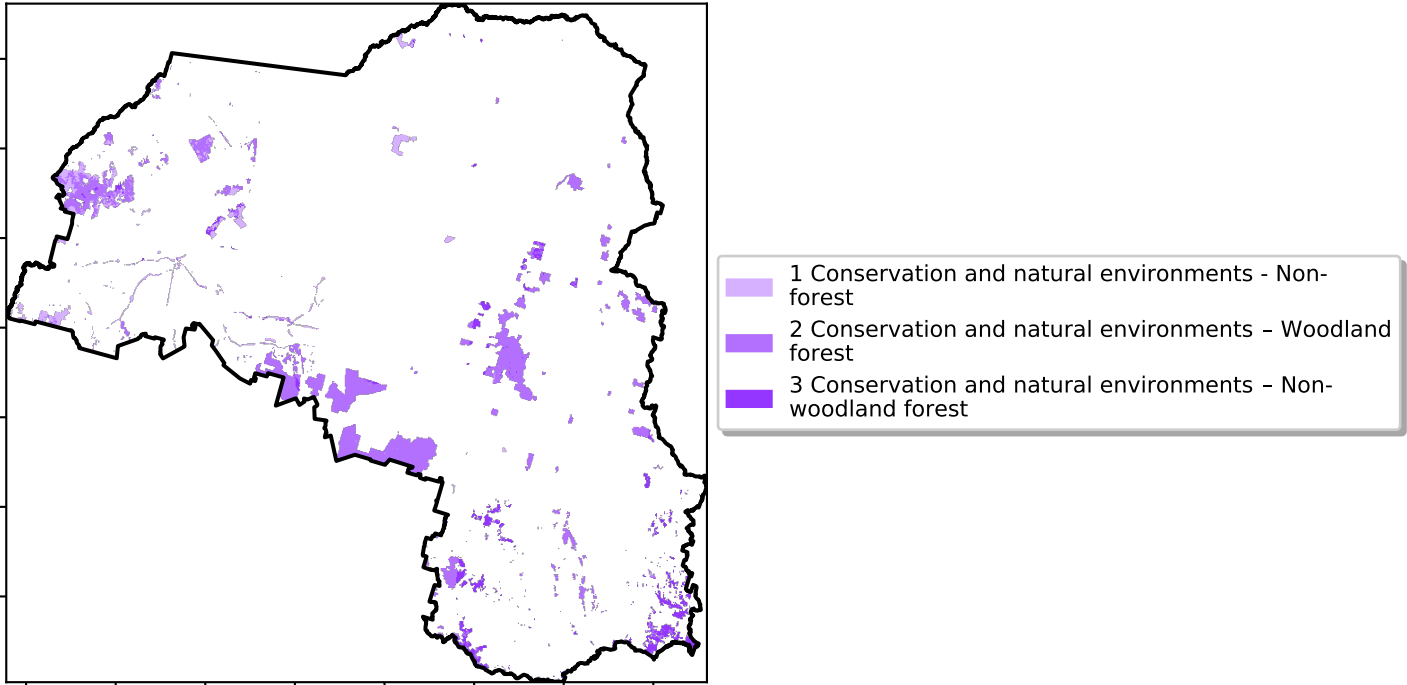 1 Conservation and natural environments - Non-
forest
2 Conservation and natural environments – Woodland
forest
3 Conservation and natural environments – Non-
woodland forest